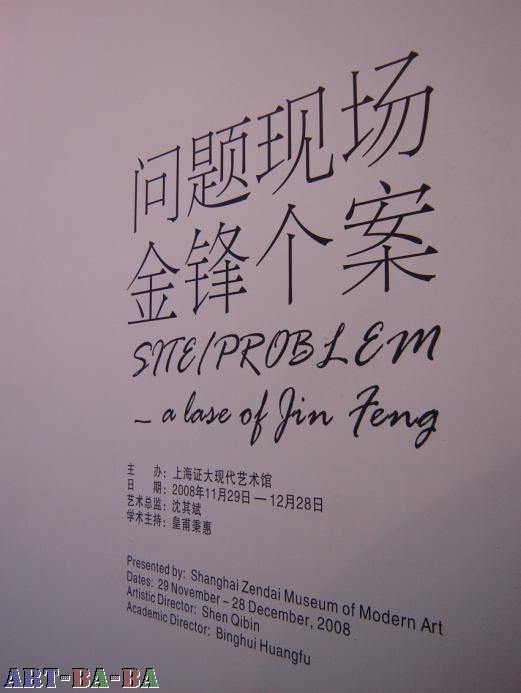 问题现场
金锋个案
SITE/PROBLEM
_ a lase of Jin Feng
主 办: 上海证大现代艺术馆
日 期: 2008年11月29日 — 12月28日
艺术总监: 沈其斌
学术主持: 皇甫秉惠
Presented by: Shanghai Zendai Museum of Modern Art
Dates: 29 November – 28 December, 2008
Artistic Director: Shen Qibin
Academic Director: Binghui Huangfu
ART-BA-BA